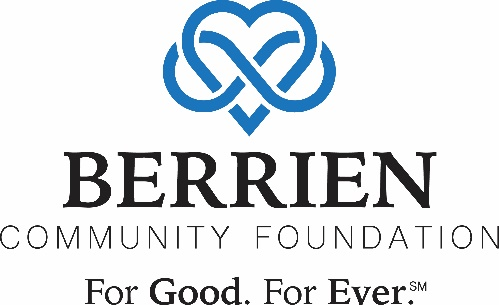 BERRIEN
COMMUNITY FOUNDATION
For Good. For Ever.℠